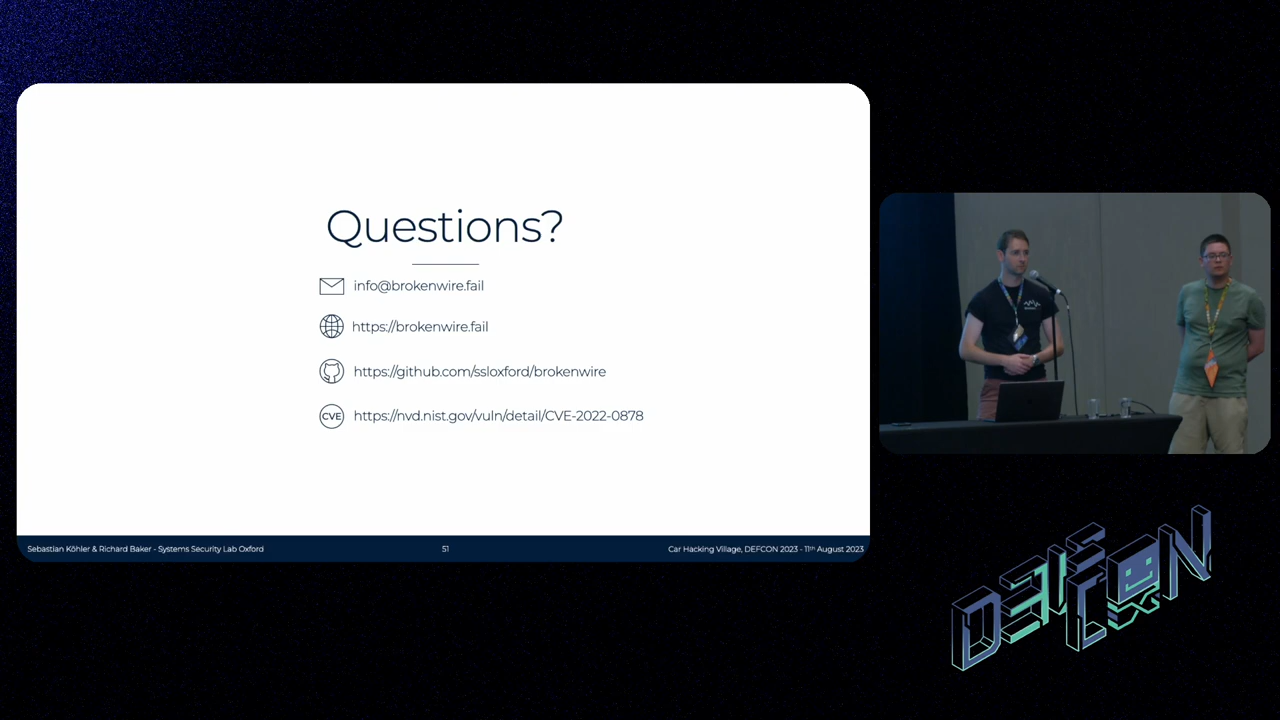 Questions?
info@brokenwire.fail
https://brokenwire.fail
https://github.com/ssloxford/brokenwire
CVE
https://nvd.nist.gov/vuln/detail/CVE-2022-0878
Sebastian Köhler & Richard Baker - Systems Security Lab Oxford
51
Car Hacking Village, DEFCON 2023 - 11th August 2023
DEF
CON